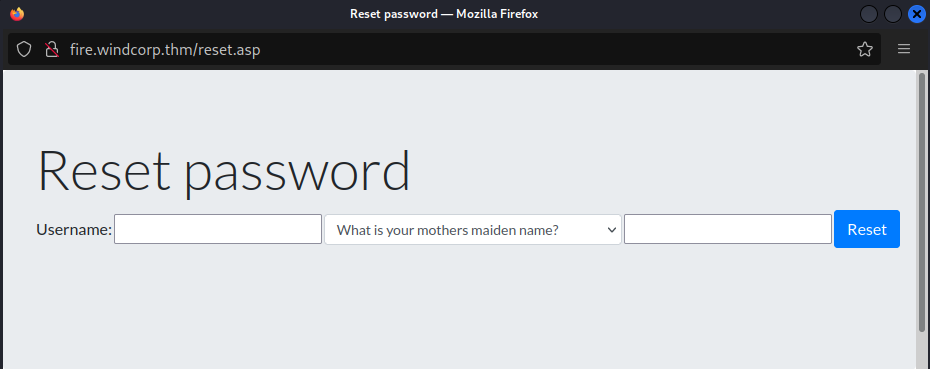 Reset password — Mozilla Firefox
fire.windcorp.thm/reset.asp
Reset password
Username: What is your mothers maiden name? Reset